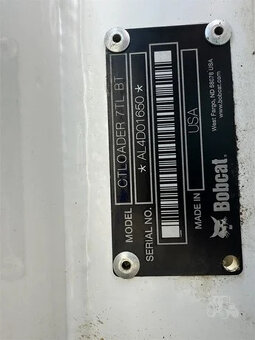 MODEL CTLOADER 7TL BT
* AL4D01650 *
SERIAL NO.
MADE IN USA
Bobcat®
West Fargo, ND 58078 USA
www.bobcat.com